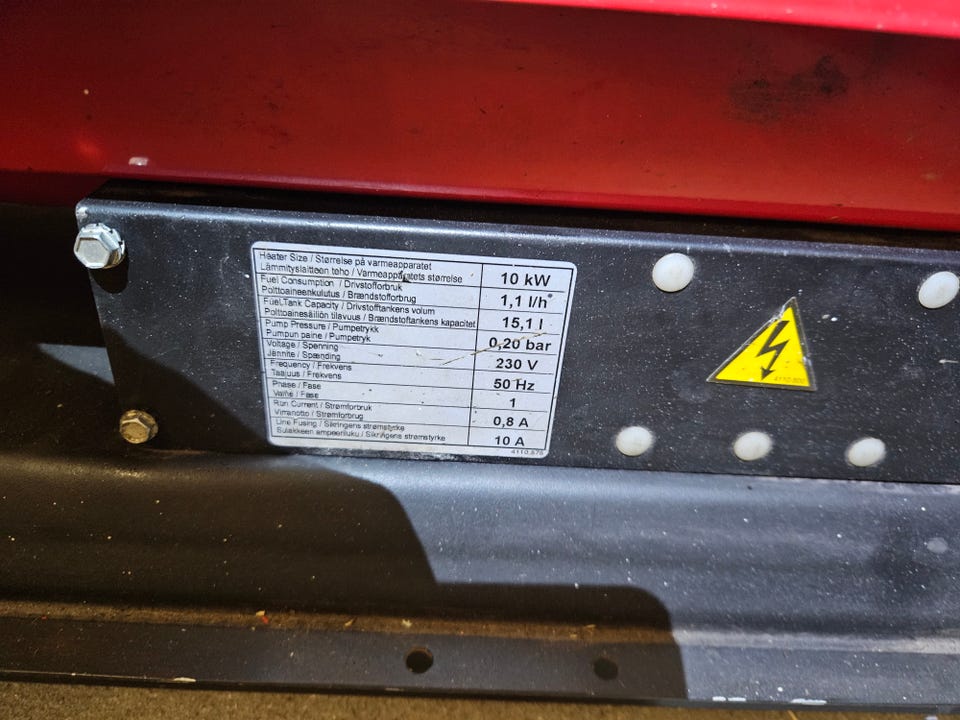 Heater Size / Størrelse på varmeapparatet
Lämmityslaitteen teho / Varmeapparatets størrelse
10 kW
Fuel Consumption / Drivstofforbruk
Polttoaineenkulutus / Brændstofforbrug
1,1 l/h*
Fuel Tank Capacity / Drivstofftankens volum
Polttoainesäiliön tilavuus / Brændstoftankens kapacitet
15,1 l
Pump Pressure / Pumpetrykk
Pumpun paine / Pumpetryk
0,20 bar
Voltage / Spenning
Jännite / Spænding
230 V
Frequency / Frekvens
Taajuus / Frekvens
50 Hz
Phase / Fase
Vaihe / Fase
1
Run Current / Strømforbruk
Virranotto / Strømforbrug
0,8 A
Line Fusing / Sikringens strømstyrke
Sulakkeen ampeeriluku / Sikringens strømstyrke
10 A
4110.876